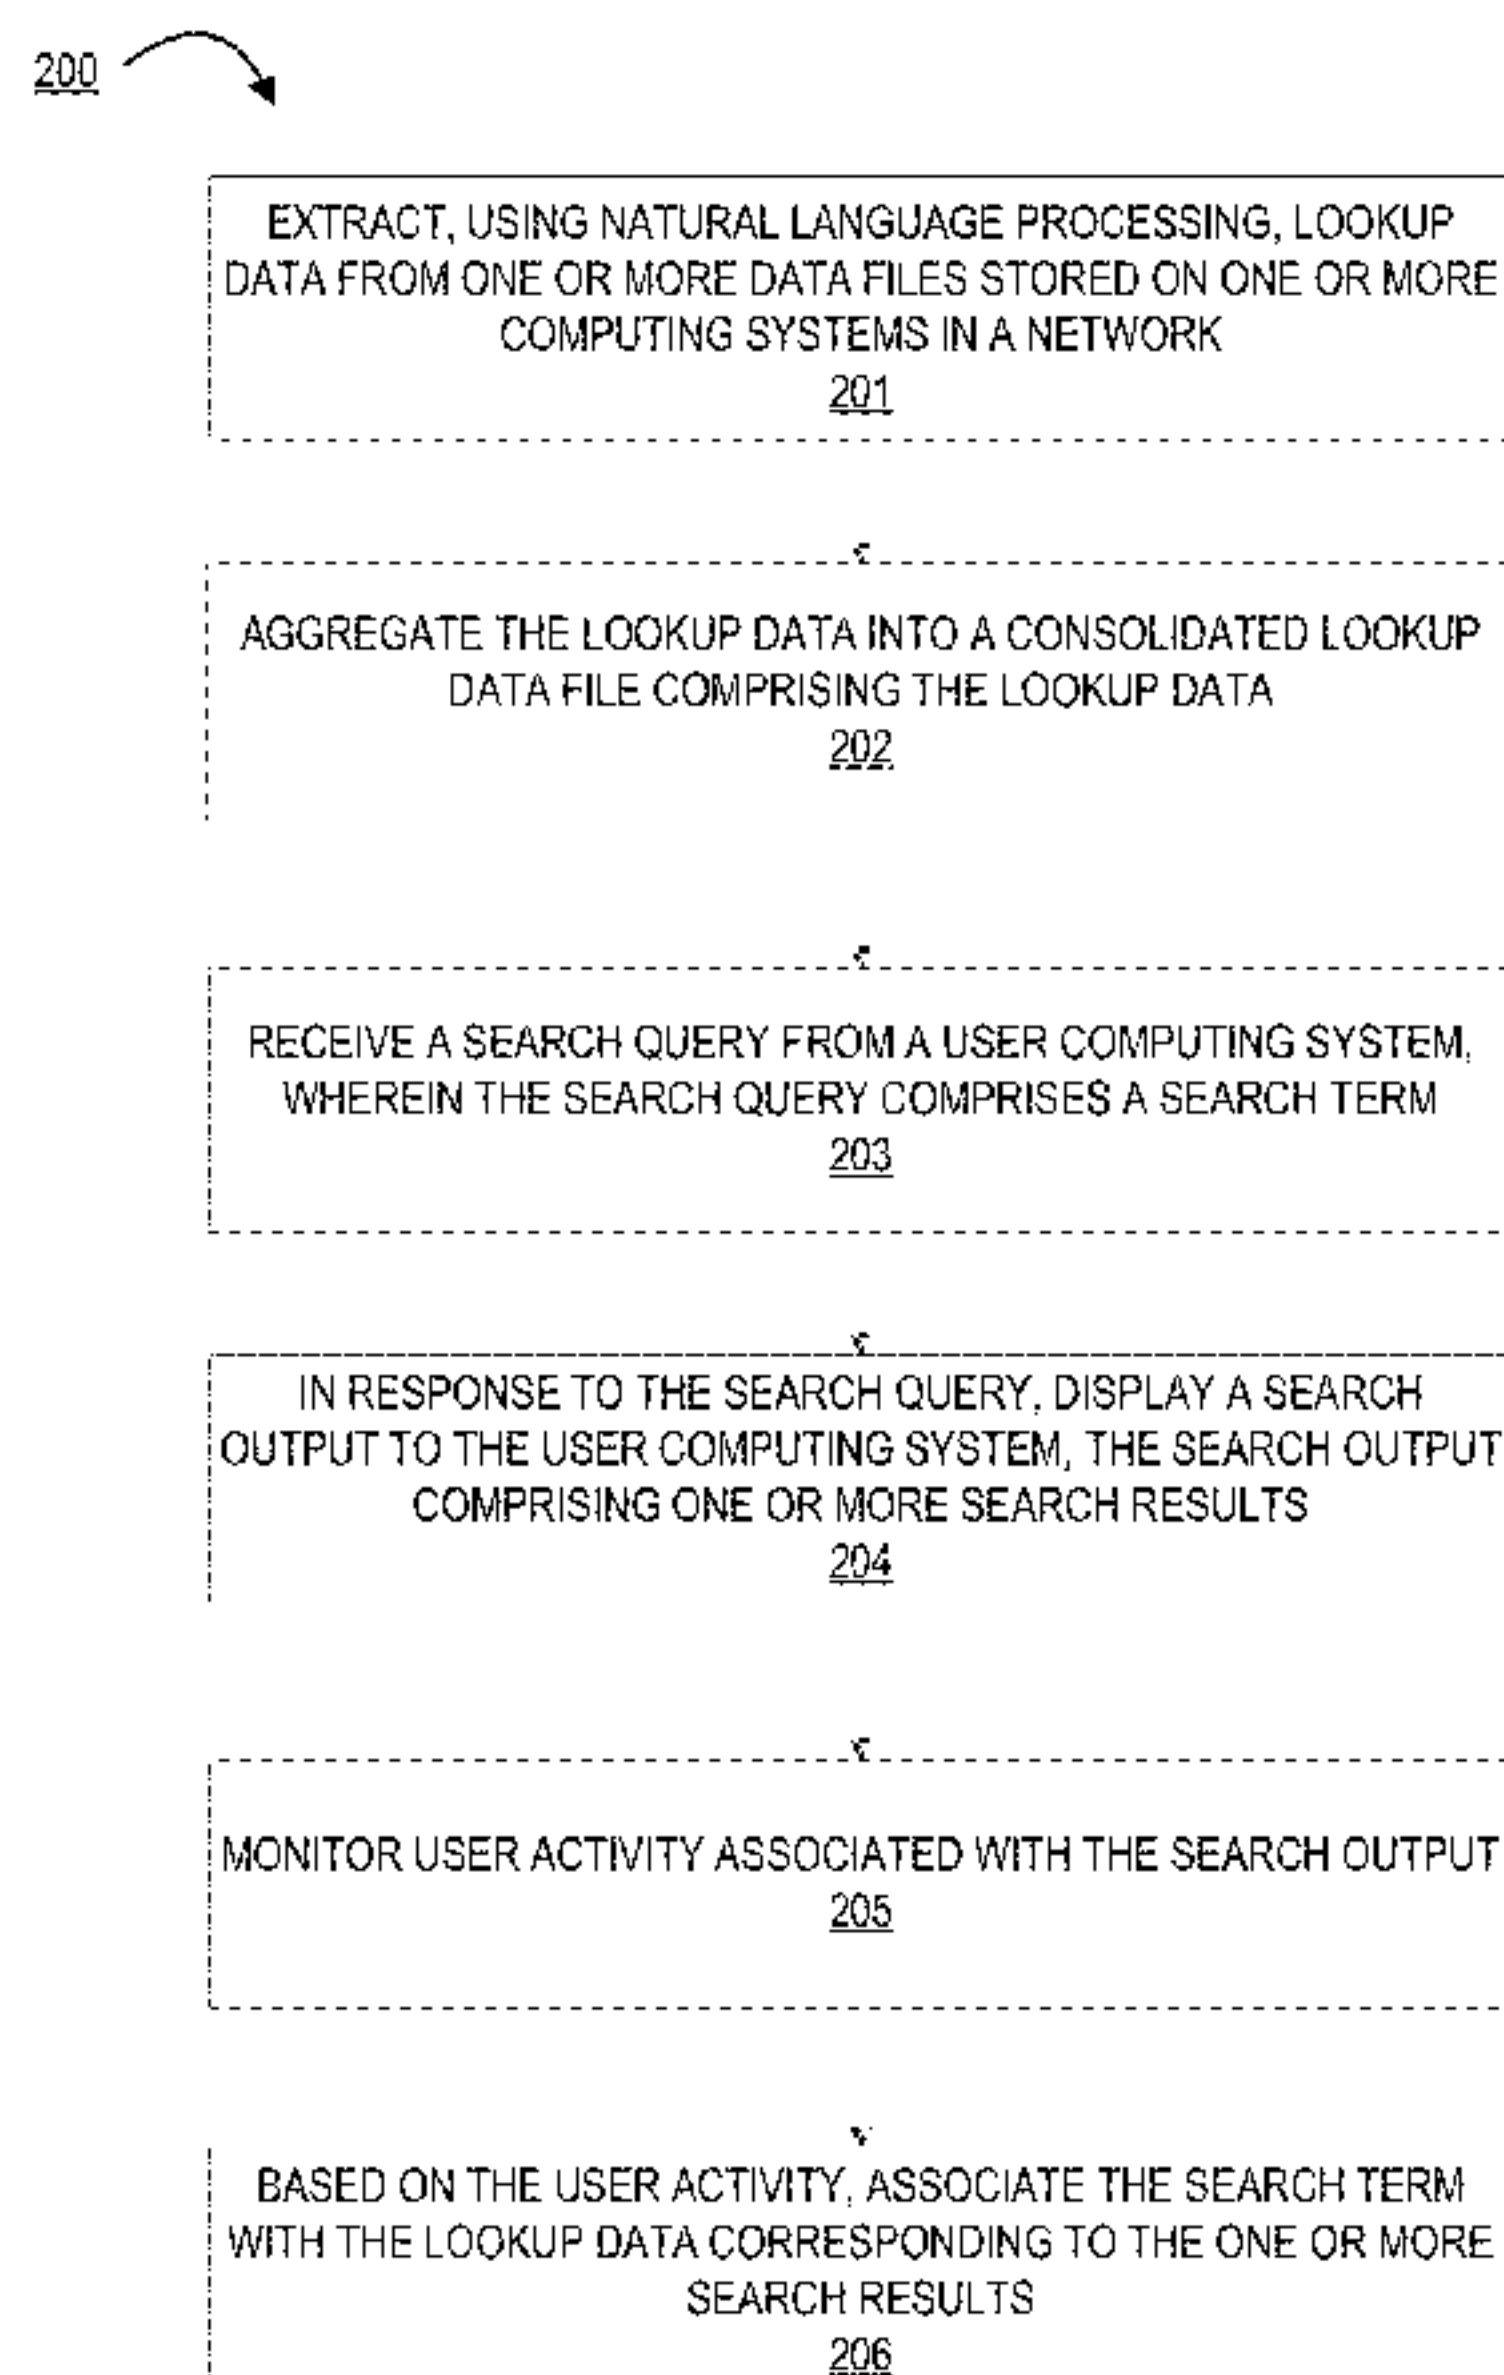 200
EXTRACT, USING NATURAL LANGUAGE PROCESSING, LOOKUP
DATA FROM ONE OR MORE DATA FILES STORED ON ONE OR MORE
COMPUTING SYSTEMS IN A NETWORK
201
AGGREGATE THE LOOKUP DATA INTO A CONSOLIDATED LOOKUP
DATA FILE COMPRISING THE LOOKUP DATA
202
RECEIVE A SEARCH QUERY FROM A USER COMPUTING SYSTEM,
WHEREIN THE SEARCH QUERY COMPRISES A SEARCH TERM
203
IN RESPONSE TO THE SEARCH QUERY, DISPLAY A SEARCH
OUTPUT TO THE USER COMPUTING SYSTEM, THE SEARCH OUTPUT
COMPRISING ONE OR MORE SEARCH RESULTS
204
MONITOR USER ACTIVITY ASSOCIATED WITH THE SEARCH OUTPUT
205
BASED ON THE USER ACTIVITY, ASSOCIATE THE SEARCH TERM
WITH THE LOOKUP DATA CORRESPONDING TO THE ONE OR MORE
SEARCH RESULTS
206